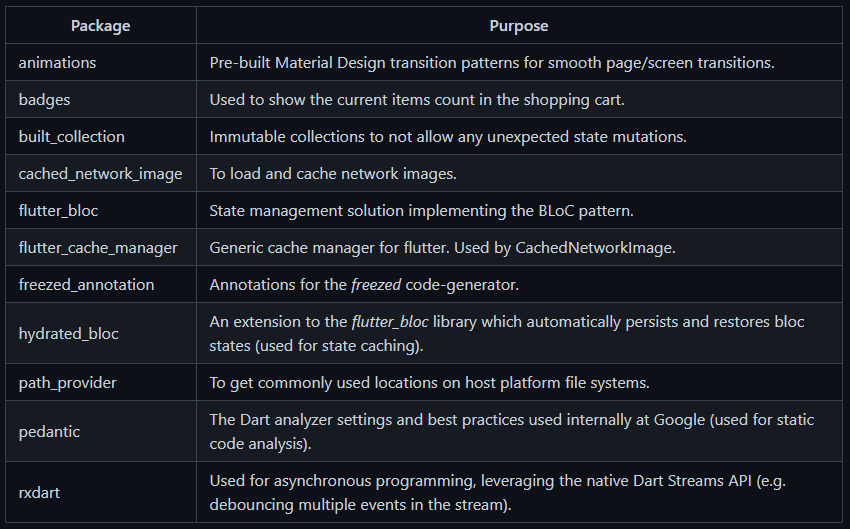 Package Purpose
animations Pre-built Material Design transition patterns for smooth page/screen transitions.
badges Used to show the current items count in the shopping cart.
built_collection Immutable collections to not allow any unexpected state mutations.
cached_network_image To load and cache network images.
flutter_bloc State management solution implementing the BLoC pattern.
flutter_cache_manager Generic cache manager for flutter. Used by CachedNetworkImage.
freezed_annotation Annotations for the freezed code-generator.
hydrated_bloc An extension to the flutter_bloc library which automatically persists and restores bloc
states (used for state caching).
path_provider To get commonly used locations on host platform file systems.
pedantic The Dart analyzer settings and best practices used internally at Google (used for static
code analysis).
rxdart Used for asynchronous programming, leveraging the native Dart Streams API (e.g.
debouncing multiple events in the stream).